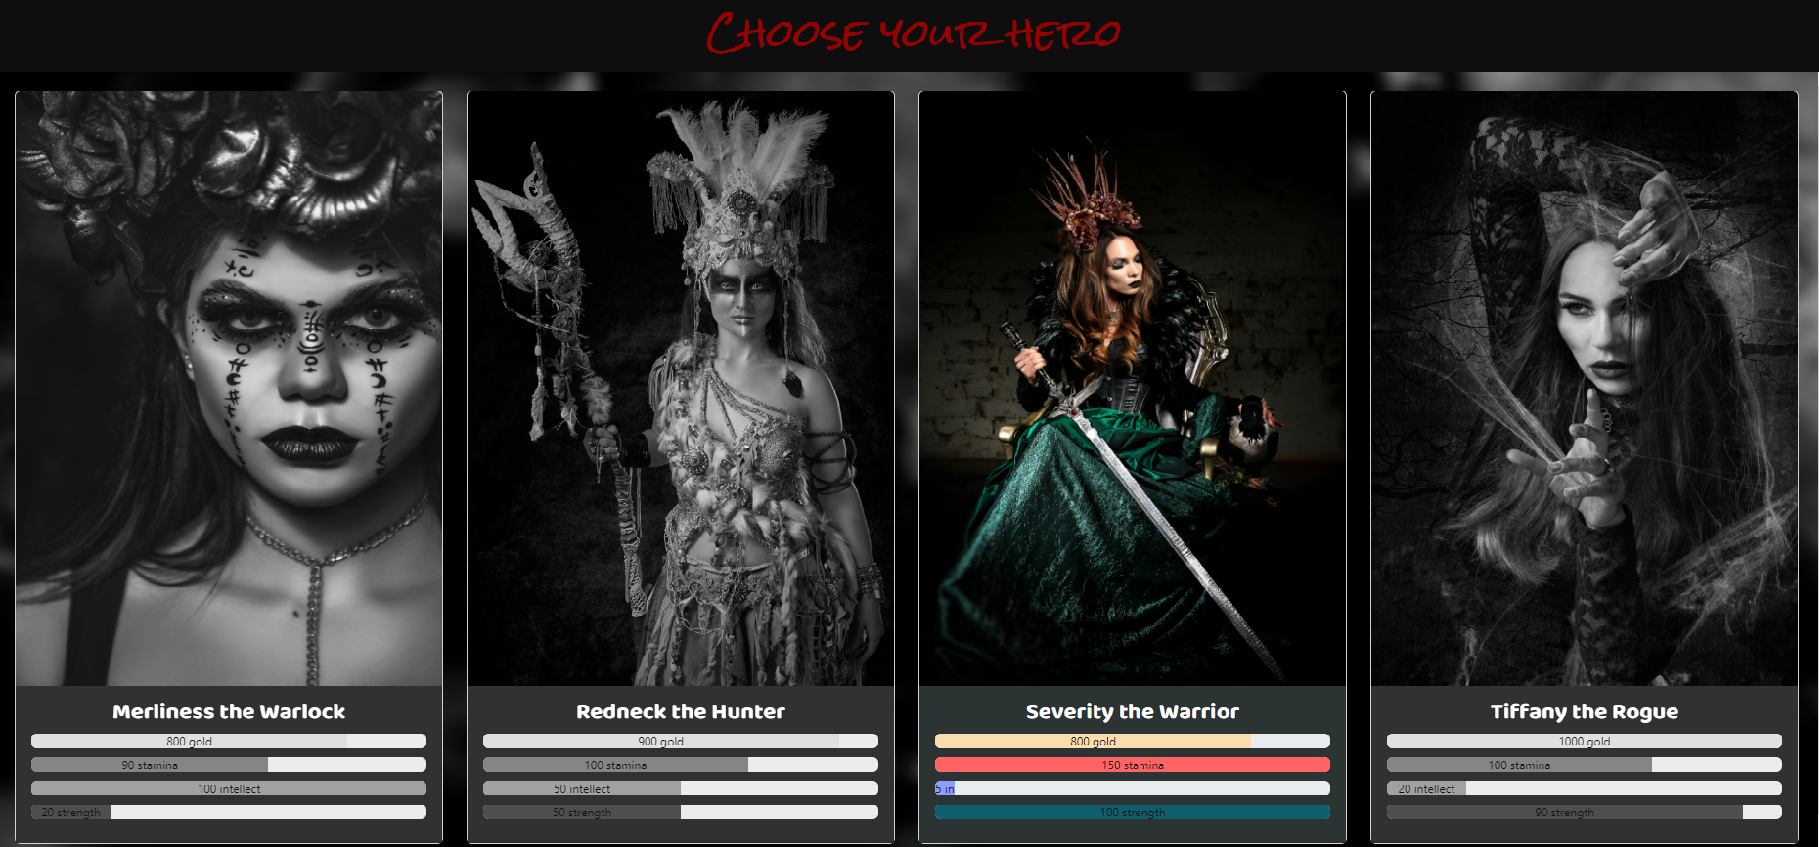 Choose your hero
Merliness the Warlock
800 gold
90 stamina
100 intellect
20 strength
Redneck the Hunter
900 gold
100 stamina
50 intellect
50 strength
Severity the Warrior
800 gold
150 stamina
5 in
100 strength
Tiffany the Rogue
1000 gold
100 stamina
20 intellect
90 strength